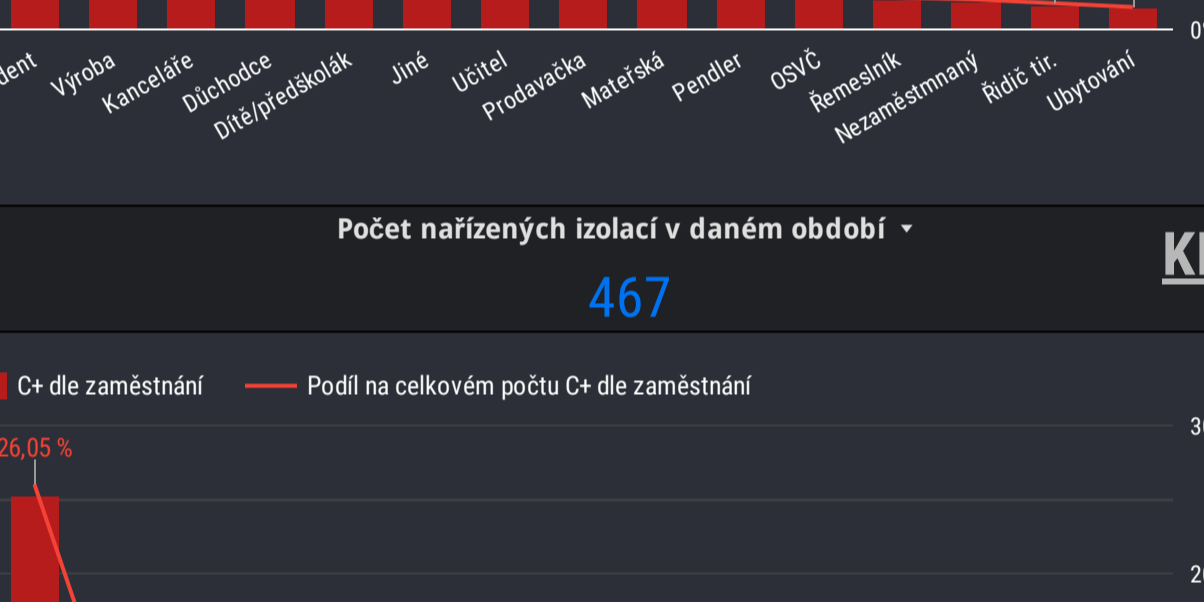 Výroba
Kanceláře
Důchodce
Dítě/předškolák
Jiné
Učitel
Prodavačka
Mateřská
Pendler
OSVČ
Řemeslník
Nezaměstmnaný
Řidič tir.
Ubytování
Počet nařízených izolací v daném období
467
C+ dle zaměstnání
Podíl na celkovém počtu C+ dle zaměstnání
26,05 %